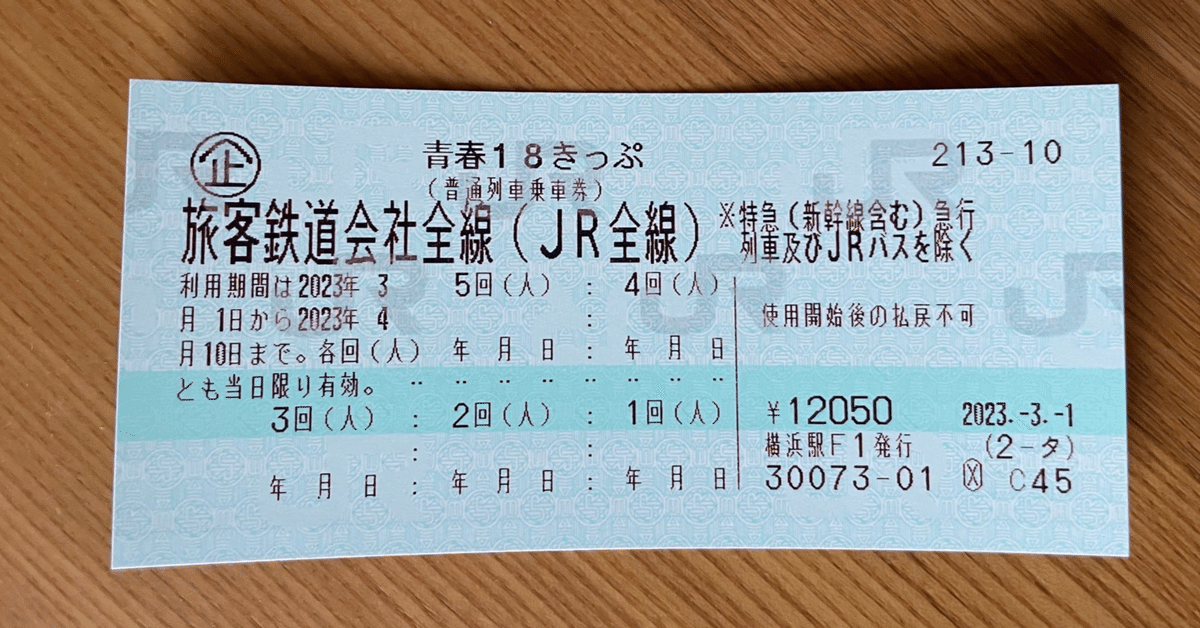 企 青春18きっぷ 213-10
(普通列車乗車券)
旅客鉄道会社全線(JR全線) ※特急(新幹線含む)急行
列車及びJRバスを除く
利用期間は2023年 3
月 1日から2023年 4
月10日まで。各回(人)
とも当日限り有効。
5回(人) : 4回(人)
:
年 月 日 : 年 月 日
3回(人) : 2回(人) : 1回(人)
: :
年 月 日 : 年 月 日 : 年 月 日
使用開始後の払戻不可
¥12050 2023.-3.-1
横浜駅F1発行 (2-タ)
30073-01 X C45